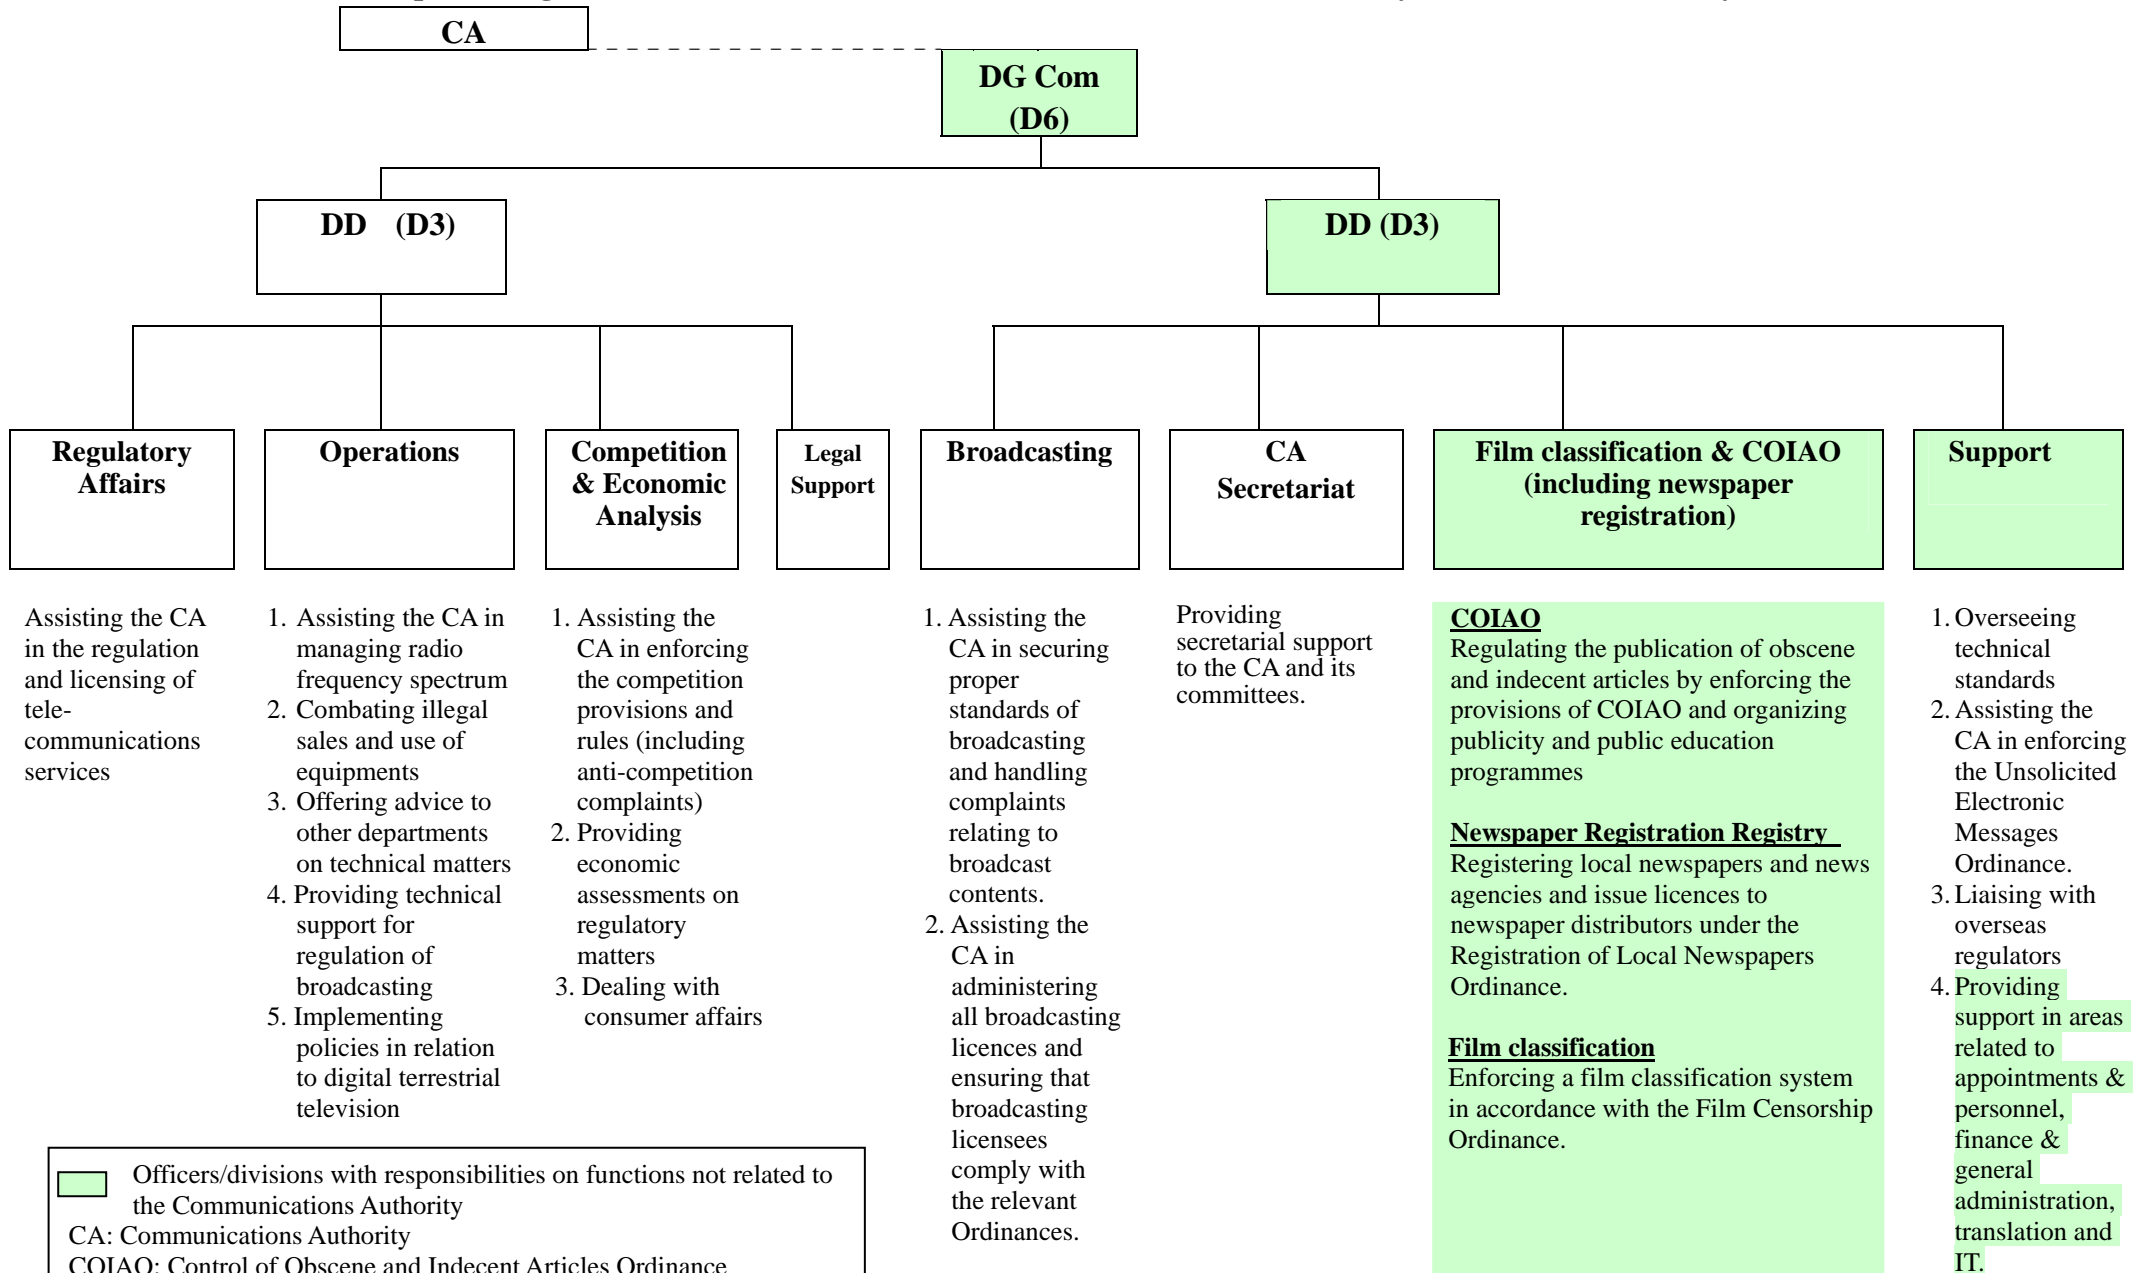 CA
DG Com
(D6)
DD (D3)
DD (D3)
Regulatory
Affairs
Operations
Competition
& Economic
Analysis
Legal
Support
Broadcasting
CA
Secretariat
Film classification & COIAO
(including newspaper
registration)
Support
Assisting the CA
in the regulation
and licensing of
tele-
communications
services
1. Assisting the CA in
managing radio
frequency spectrum
2. Combating illegal
sales and use of
equipments
3. Offering advice to
other departments
on technical matters
4. Providing technical
support for
regulation of
broadcasting
5. Implementing
policies in relation
to digital terrestrial
television
1. Assisting the
CA in enforcing
the competition
provisions and
rules (including
anti-competition
complaints)
2. Providing
economic
assessments on
regulatory
matters
3. Dealing with
consumer affairs
1. Assisting the
CA in securing
proper
standards of
broadcasting
and handling
complaints
relating to
broadcast
contents.
2. Assisting the
CA in
administering
all broadcasting
licences and
ensuring that
broadcasting
licensees
comply with
the relevant
Ordinances.
Providing
secretarial support
to the CA and its
committees.
COIAO
Regulating the publication of obscene
and indecent articles by enforcing the
provisions of COIAO and organizing
publicity and public education
programmes
Newspaper Registration Registry
Registering local newspapers and news
agencies and issue licences to
newspaper distributors under the
Registration of Local Newspapers
Ordinance.
Film classification
Enforcing a film classification system
in accordance with the Film Censorship
Ordinance.
1. Overseeing
technical
standards
2. Assisting the
CA in enforcing
the Unsolicited
Electronic
Messages
Ordinance.
3. Liaising with
overseas
regulators
4. Providing
support in areas
related to
appointments &
personnel,
finance &
general
administration,
translation and
IT.
Officers/divisions with responsibilities on functions not related to
the Communications Authority
CA: Communications Authority
COIAO: Control of Obscene and Indecent Articles Ordinance